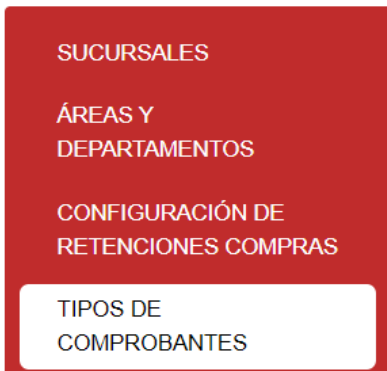 SUCURSALES
ÁREAS Y
DEPARTAMENTOS
CONFIGURACIÓN DE
RETENCIONES COMPRAS
TIPOS DE
COMPROBANTES